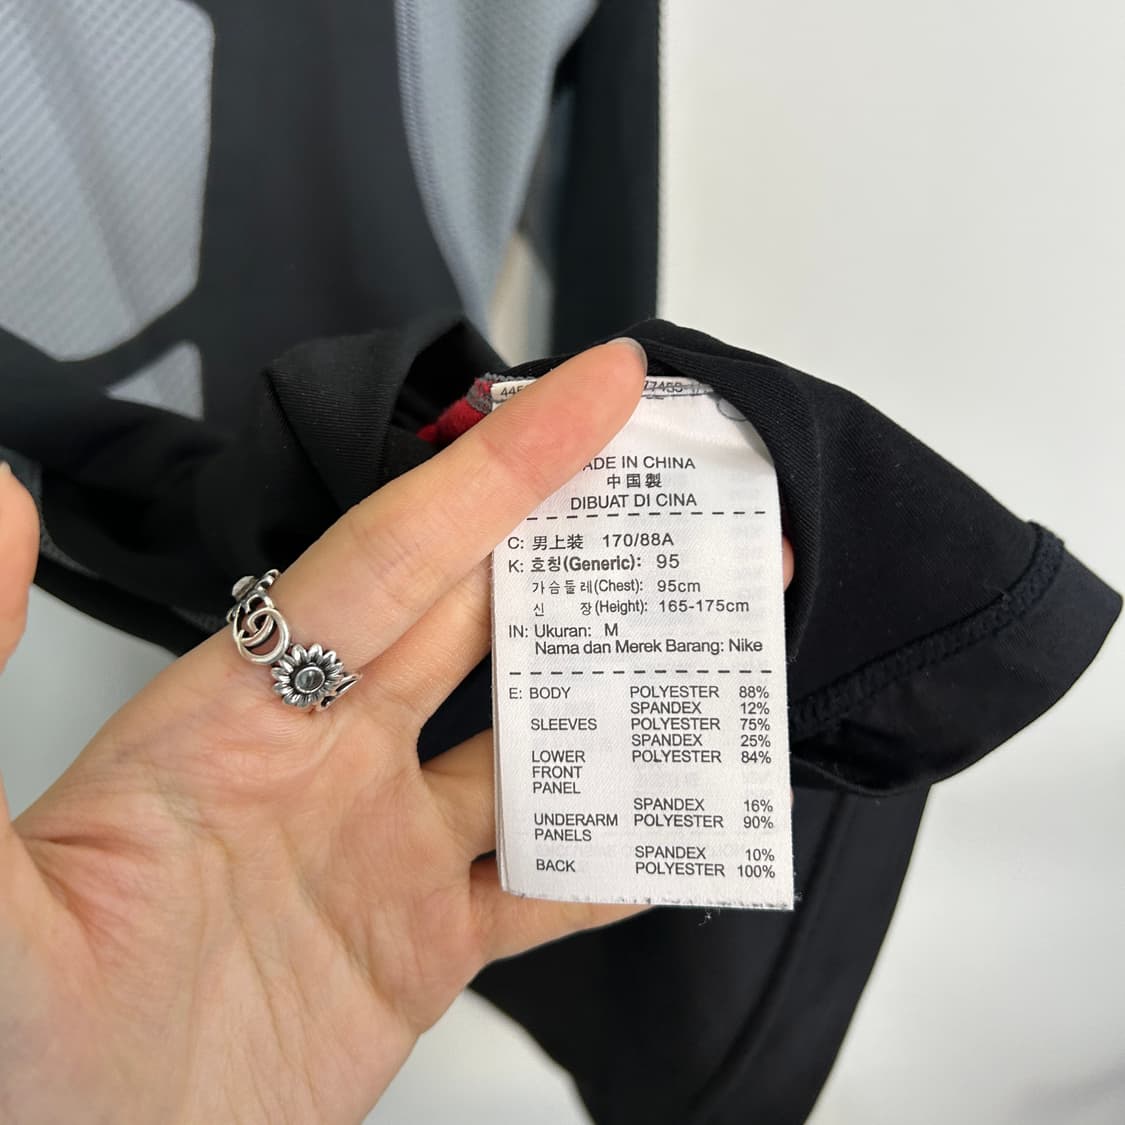 ADE IN CHINA
中国製
DIBUAT DI CINA
C: 男上装 170/88A
K: 호칭(Generic): 95
가슴둘레(Chest): 95cm
신 장(Height): 165-175cm
IN: Ukuran: M
Nama dan Merek Barang: Nike
E: BODY POLYESTER 88%
SPANDEX 12%
SLEEVES POLYESTER 75%
SPANDEX 25%
LOWER POLYESTER 84%
FRONT
PANEL
SPANDEX 16%
UNDERARM POLYESTER 90%
PANELS
SPANDEX 10%
BACK POLYESTER 100%